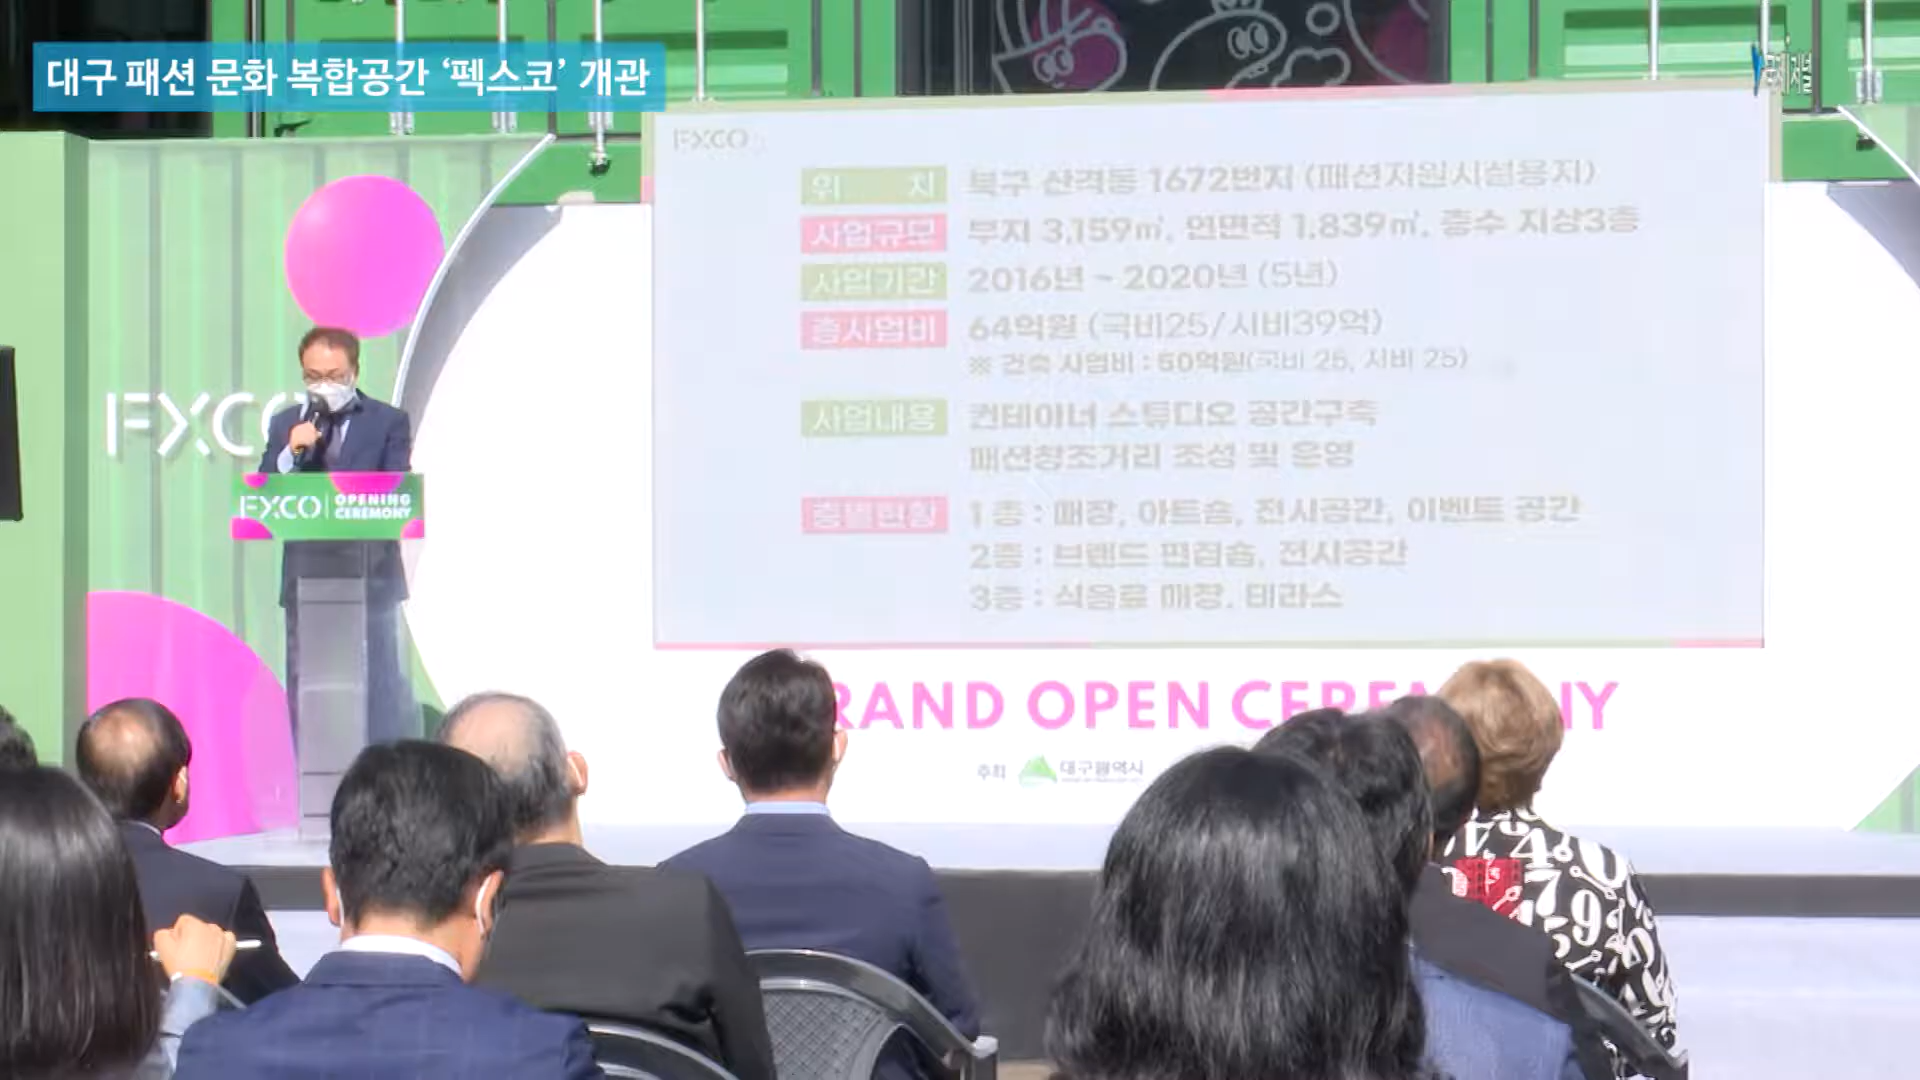 대구 패션 문화 복합공간 ‘펙스코’ 개관
FXCO
위 치 북구 산격동 1672번지 (패션지원시설용지)
사업규모 부지 3,159㎡, 연면적 1,839㎡, 층수 지상3층
사업기간 2016년 ~ 2020년 (5년)
총사업비 64억원 (국비25/시비39억)
※ 건축 사업비 : 50억원(국비 25, 시비 25)
사업내용 컨테이너 스튜디오 공간구축
패션창조거리 조성 및 운영
층별현황 1층 : 매장, 아트숍, 전시공간, 이벤트 공간
2층 : 브랜드 편집숍, 전시공간
3층 : 식음료 매장, 테라스
FXCO
FXCO OPENING
CEREMONY
RAND OPEN CEREMONY
주최 대구광역시